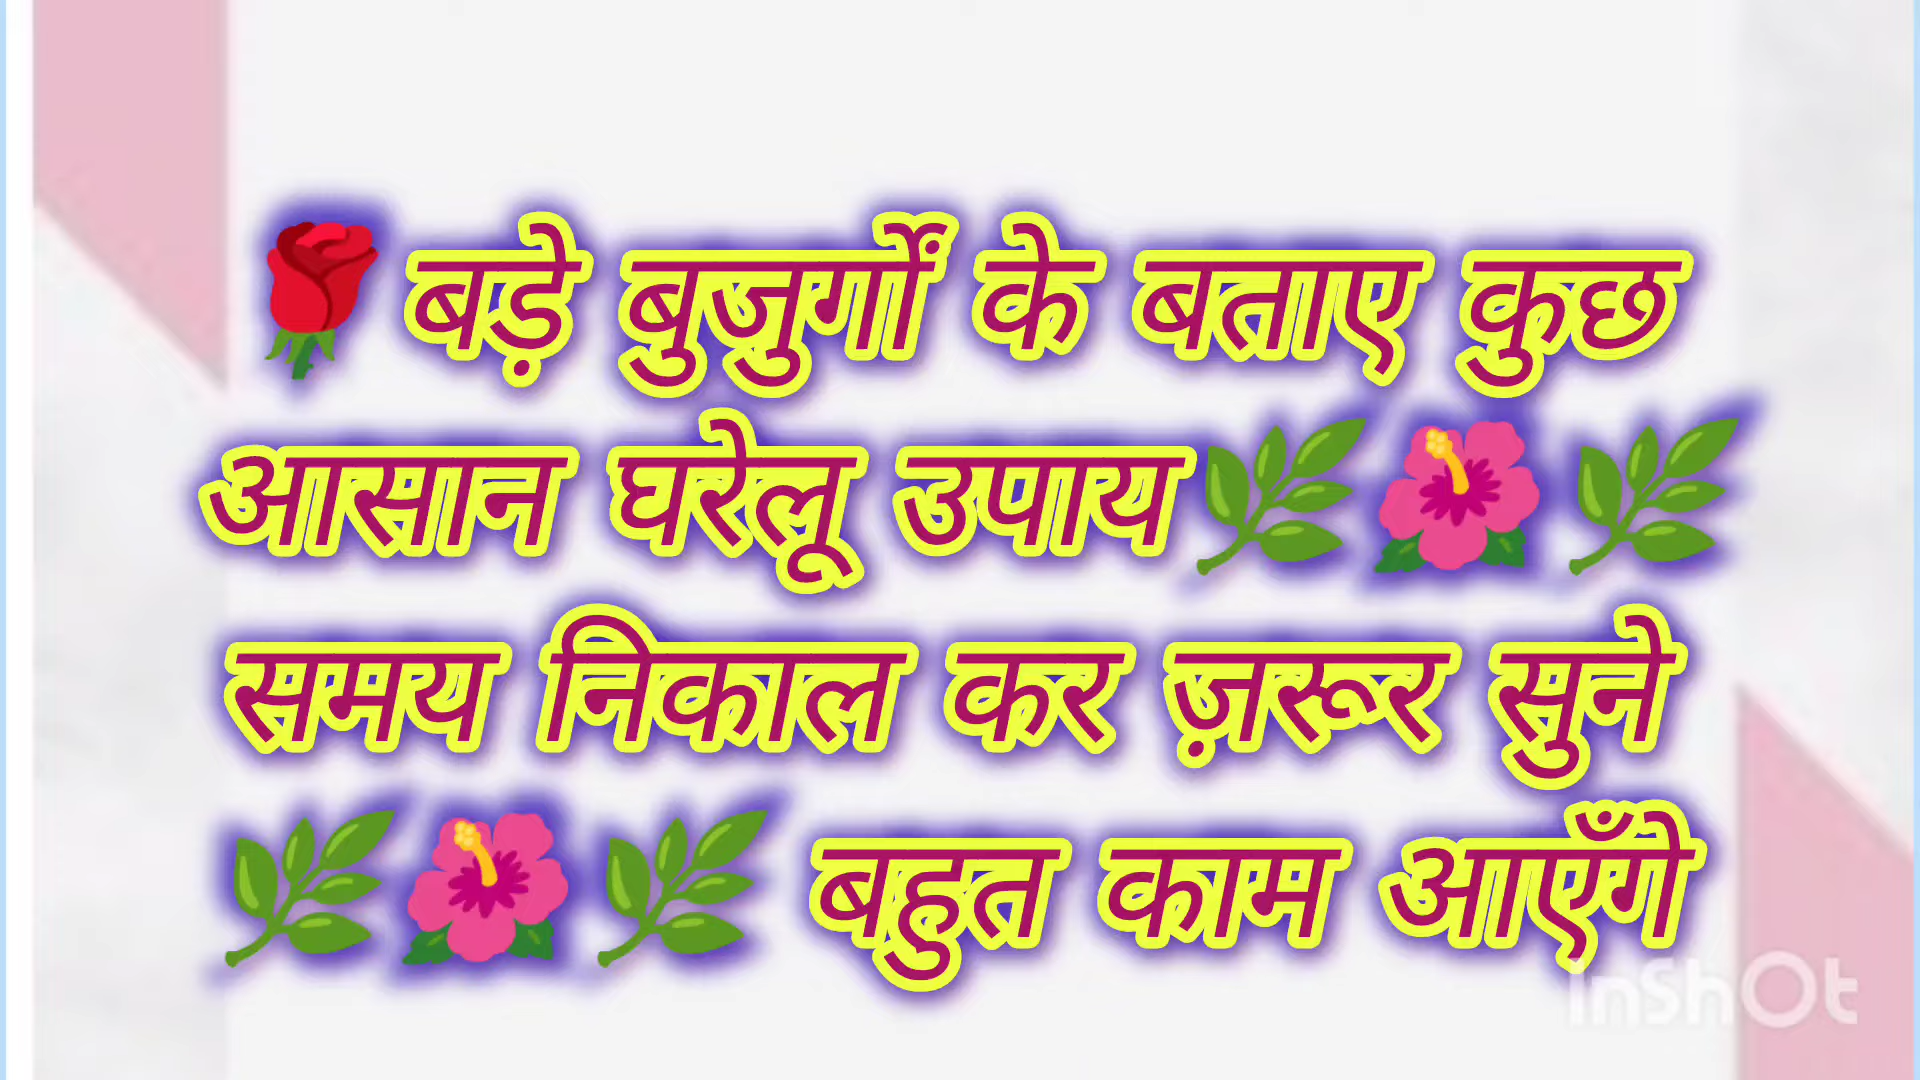 🌹बड़े बुजुर्गों के बताए कुछ
आसान घरेलू उपाय🌿🌺🌿
समय निकाल कर ज़रूर सुने
🌿🌺🌿 बहुत काम आएँगे
InShOt